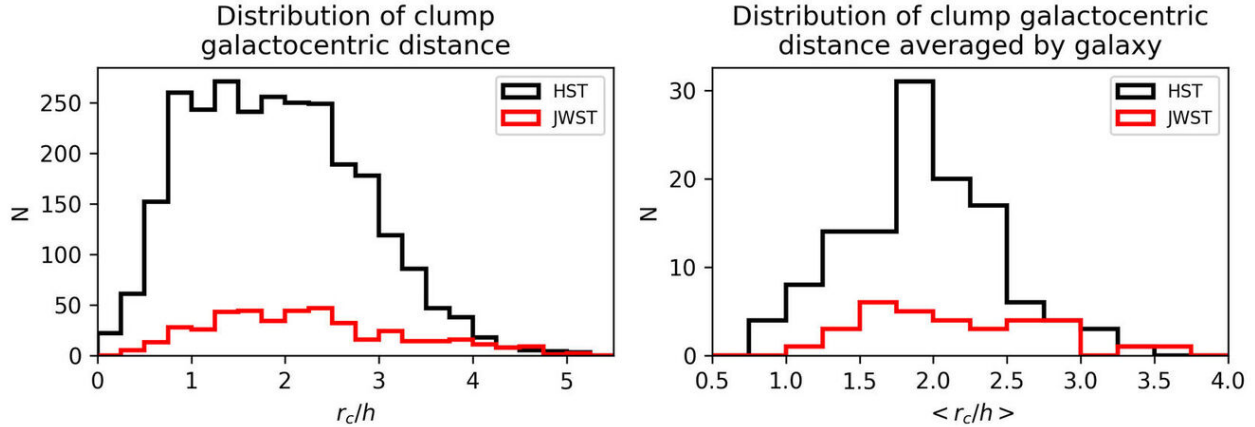 Distribution of clump
galactocentric distance
HST
JWST
N
250
200
150
100
50
0
0 1 2 3 4 5
r_c/h
Distribution of clump galactocentric
distance averaged by galaxy
HST
JWST
N
30
20
10
0
0.5 1.0 1.5 2.0 2.5 3.0 3.5 4.0
< r_c/h >